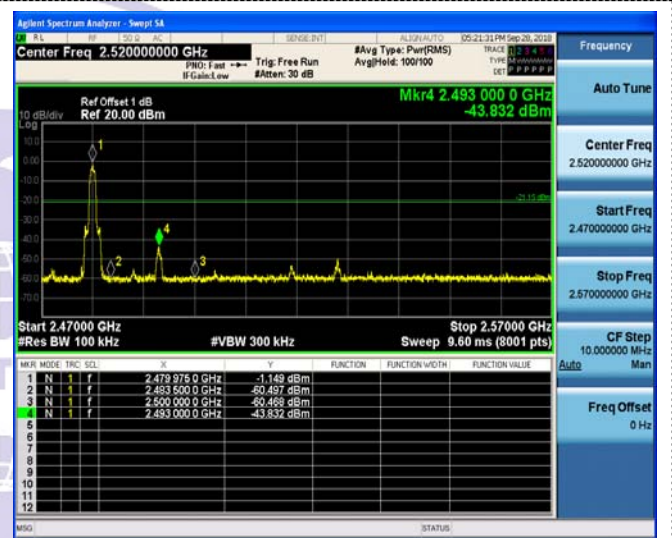 Agilent Spectrum Analyzer - Swept SA
RL RF 50 Ω AC SENSE:INT ALIGN AUTO 05:21:31 PM Sep 28, 2018
Center Freq 2.520000000 GHz
PNO: Fast Trig: Free Run
IFGain:Low #Atten: 30 dB
#Avg Type: Pwr(RMS)
Avg|Hold: 100/100
TRACE 1 2 3 4 5 6
TYPE
DET P P P P P P
Frequency
Auto Tune
Center Freq
2.520000000 GHz
Start Freq
2.470000000 GHz
Stop Freq
2.570000000 GHz
CF Step
10.000000 MHz
Auto Man
Freq Offset
0 Hz
Mkr4 2.493 000 0 GHz
-43.832 dBm
Ref Offset 1 dB
10 dB/div Ref 20.00 dBm
Log
10.0
0.00
-10.0
-20.0
-30.0
-40.0
-50.0
-60.0
-70.0
1
2
4
3
-21.15 dBm
Start 2.47000 GHz Stop 2.57000 GHz
#Res BW 100 kHz #VBW 300 kHz Sweep 9.60 ms (8001 pts)
MKR MODE TRC SCL X Y FUNCTION FUNCTION WIDTH FUNCTION VALUE
1 N 1 f 2.479 975 0 GHz -1.149 dBm
2 N 1 f 2.483 500 0 GHz -60.497 dBm
3 N 1 f 2.500 000 0 GHz -60.468 dBm
4 N 1 f 2.493 000 0 GHz -43.832 dBm
5
6
7
8
9
10
11
12
MSG STATUS